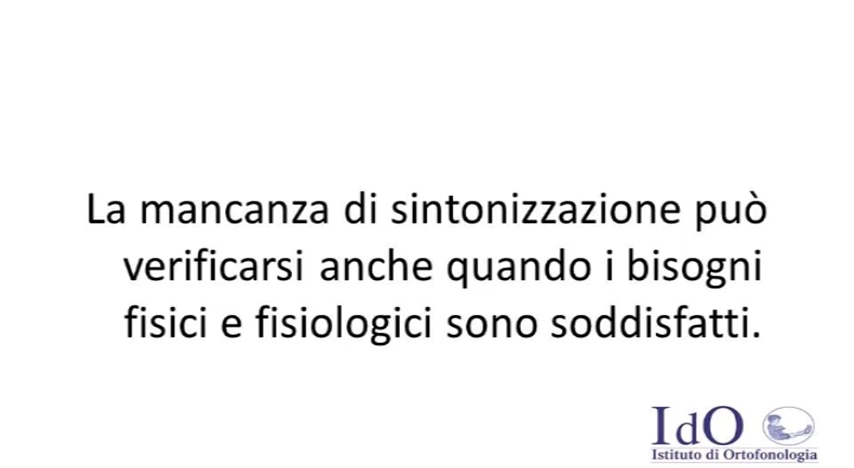 La mancanza di sintonizzazione può
verificarsi anche quando i bisogni
fisici e fisiologici sono soddisfatti.
IdO
Istituto di Ortofonologia